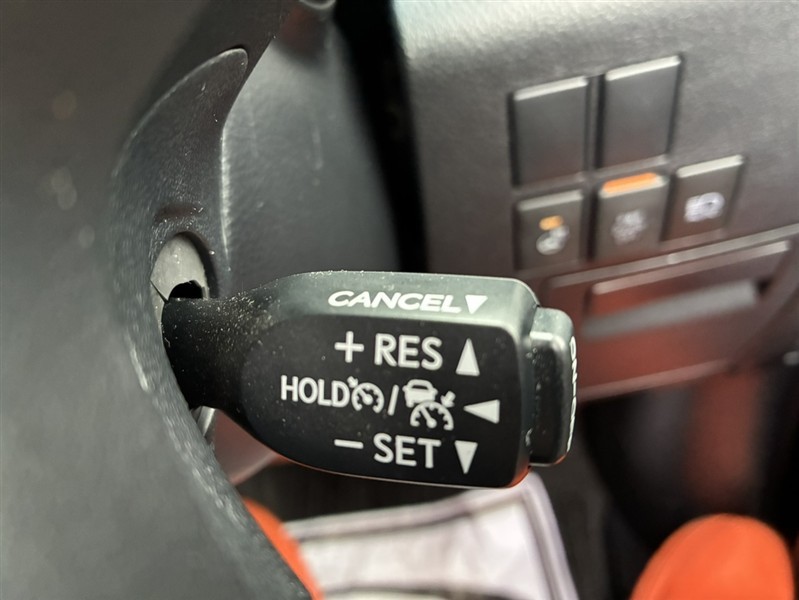 CANCEL▼
+ RES ▲
HOLD / ◀
− SET ▼